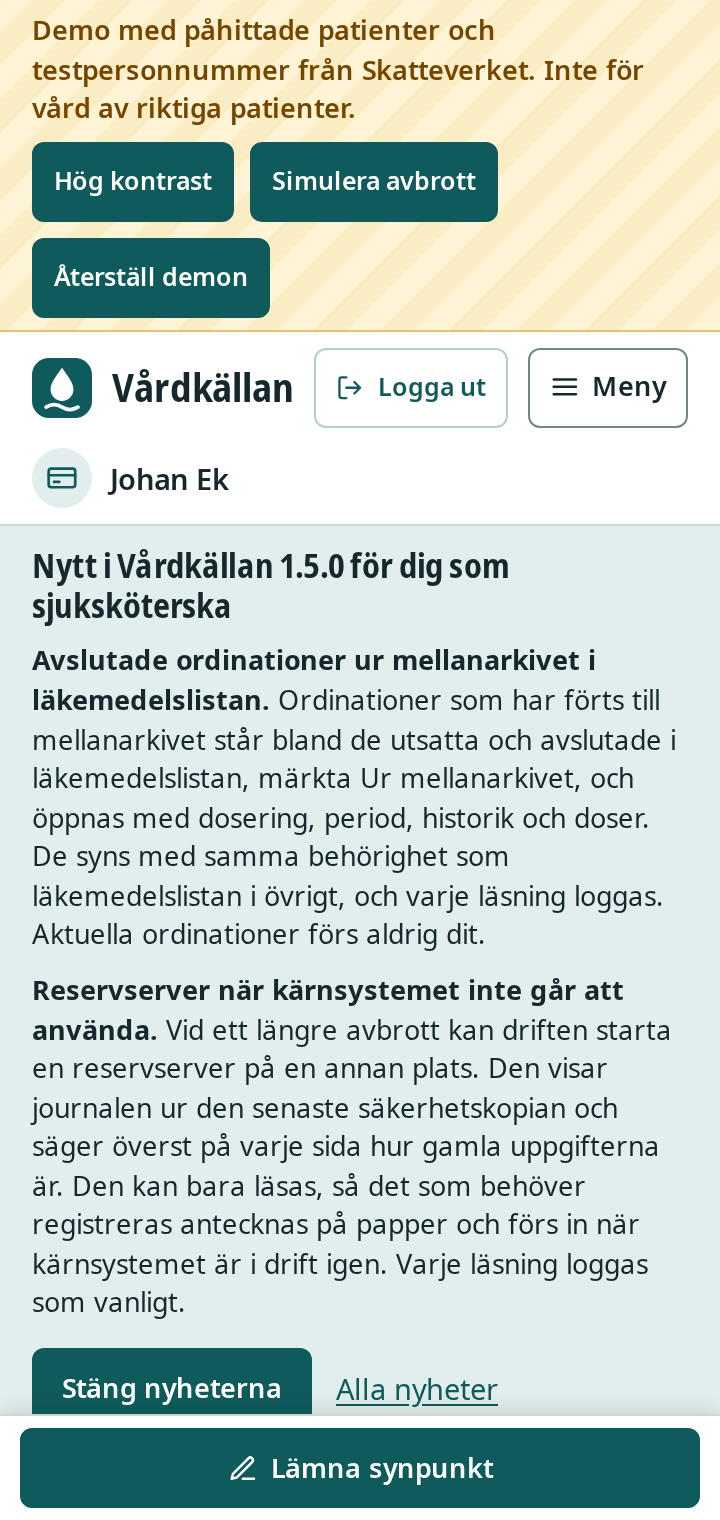 Demo med påhittade patienter och
testpersonnummer från Skatteverket. Inte för
vård av riktiga patienter.
Hög kontrast
Simulera avbrott
Återställ demon
Vårdkällan
Logga ut
Meny
Johan Ek
Nytt i Vårdkällan 1.5.0 för dig som
sjuksköterska
Avslutade ordinationer ur mellanarkivet i
läkemedelslistan. Ordinationer som har förts till
mellanarkivet står bland de utsatta och avslutade i
läkemedelslistan, märkta Ur mellanarkivet, och
öppnas med dosering, period, historik och doser.
De syns med samma behörighet som
läkemedelslistan i övrigt, och varje läsning loggas.
Aktuella ordinationer förs aldrig dit.
Reservserver när kärnsystemet inte går att
använda. Vid ett längre avbrott kan driften starta
en reservserver på en annan plats. Den visar
journalen ur den senaste säkerhetskopian och
säger överst på varje sida hur gamla uppgifterna
är. Den kan bara läsas, så det som behöver
registreras antecknas på papper och förs in när
kärnsystemet är i drift igen. Varje läsning loggas
som vanligt.
Stäng nyheterna
Alla nyheter
Lämna synpunkt